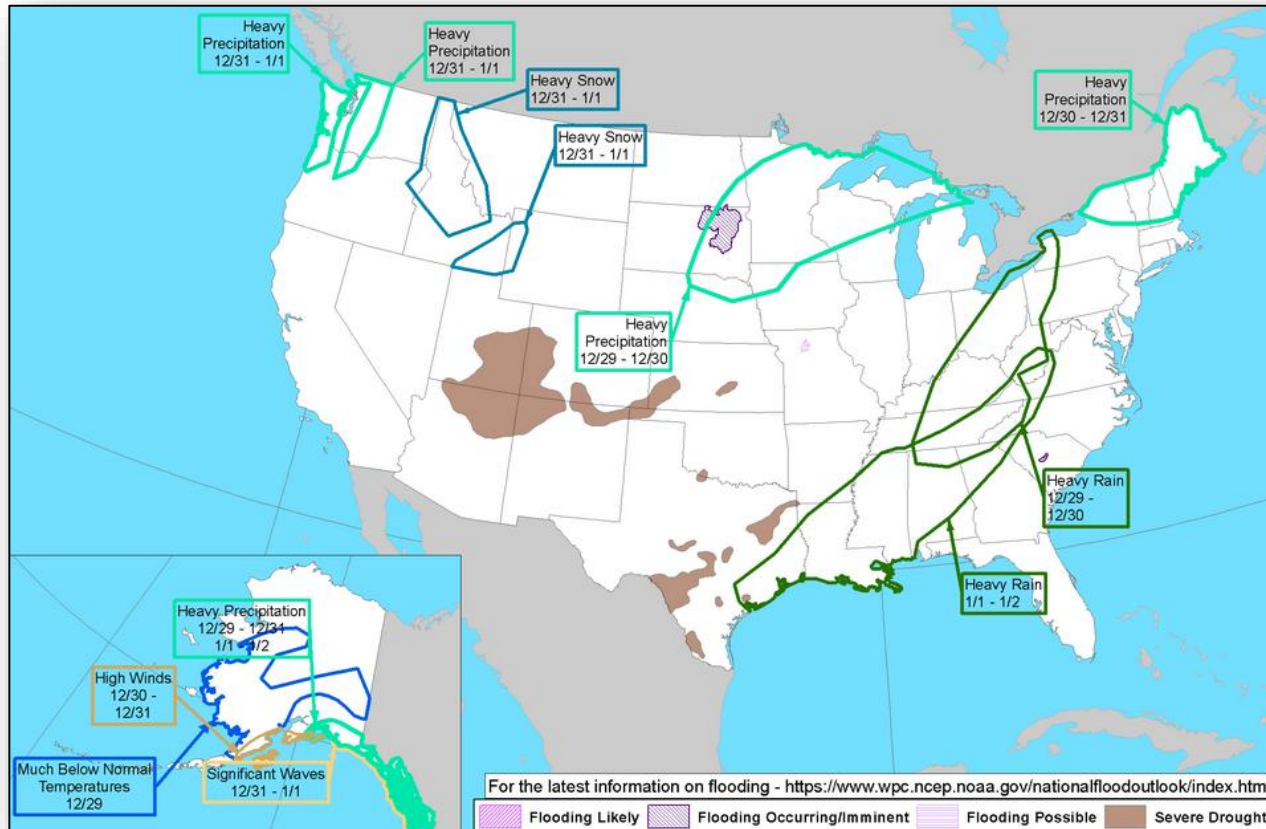 Heavy
Precipitation
12/31 - 1/1
Heavy
Precipitation
12/31 - 1/1
Heavy Snow
12/31 - 1/1
Heavy Snow
12/31 - 1/1
Heavy
Precipitation
12/30 - 12/31
Heavy
Precipitation
12/29 - 12/30
Heavy Rain
12/29 -
12/30
Heavy Rain
1/1 - 1/2
Heavy Precipitation
12/29 - 12/31
1/1 - 1/2
High Winds
12/30 -
12/31
Much Below Normal
Temperatures
12/29
Significant Waves
12/31 - 1/1
For the latest information on flooding - https://www.wpc.ncep.noaa.gov/nationalfloodoutlook/index.htm
Flooding Likely
Flooding Occurring/Imminent
Flooding Possible
Severe Drought